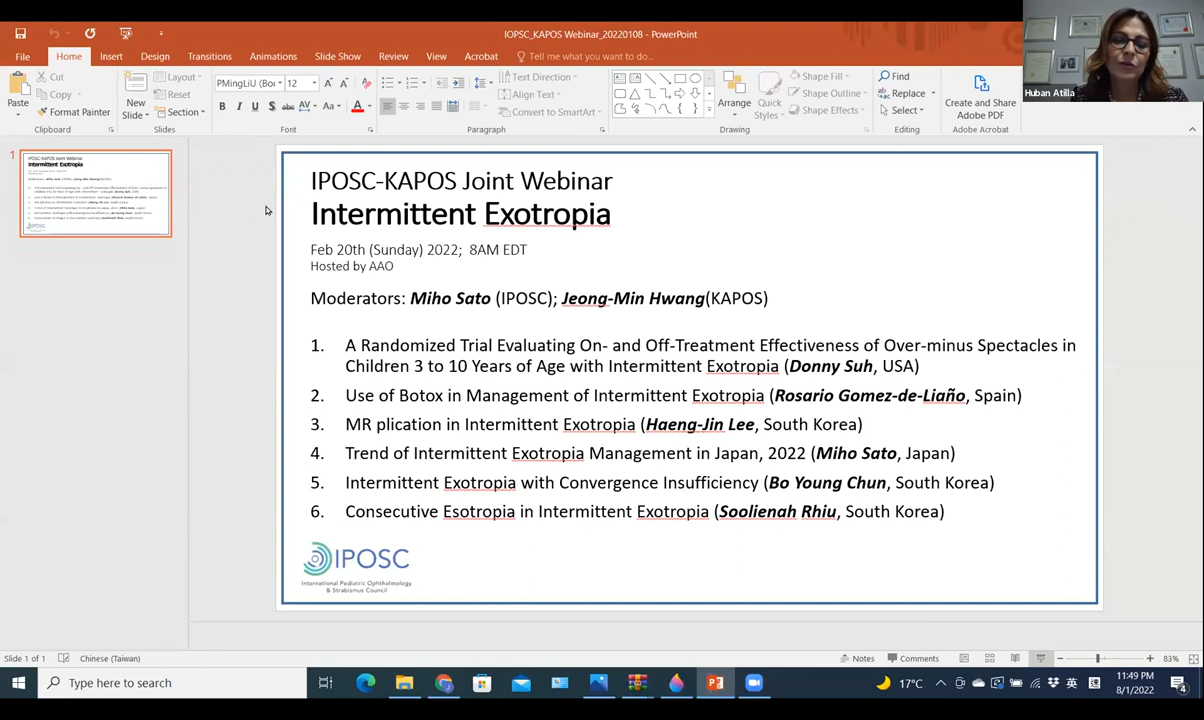 IOPSC_KAPOS Webinar_20220108 - PowerPoint
File
Home
Insert
Design
Transitions
Animations
Slide Show
Review
View
Acrobat
Tell me what you want to do...
Paste
Cut
Copy
Format Painter
Clipboard
New Slide
Layout
Reset
Section
Slides
PMingLiU (Bo
12
Font
Text Direction
Align Text
Convert to SmartArt
Paragraph
Arrange
Quick Styles
Shape Fill
Shape Outline
Shape Effects
Drawing
Find
Replace
Select
Editing
Create and Share Adobe PDF
Adobe Acrobat
Huban Atilla
1
IPOSC-KAPOS Joint Webinar
Intermittent Exotropia
Feb 20th (Sunday) 2022; 8AM EDT
Hosted by AAO
Moderators: Miho Sato (IPOSC); Jeong-Min Hwang(KAPOS)
1. A Randomized Trial Evaluating On- and Off-Treatment Effectiveness of Over-minus Spectacles in
Children 3 to 10 Years of Age with Intermittent Exotropia (Donny Suh, USA)
2. Use of Botox in Management of Intermittent Exotropia (Rosario Gomez-de-Liaño, Spain)
3. MR plication in Intermittent Exotropia (Haeng-Jin Lee, South Korea)
4. Trend of Intermittent Exotropia Management in Japan, 2022 (Miho Sato, Japan)
5. Intermittent Exotropia with Convergence Insufficiency (Bo Young Chun, South Korea)
6. Consecutive Esotropia in Intermittent Exotropia (Soolienah Rhiu, South Korea)
IPOSC
International Pediatric Ophthalmology
& Strabismus Council
Slide 1 of 1
Chinese (Taiwan)
Notes
Comments
83%
Type here to search
17°C
英
11:49 PM
8/1/2022
4